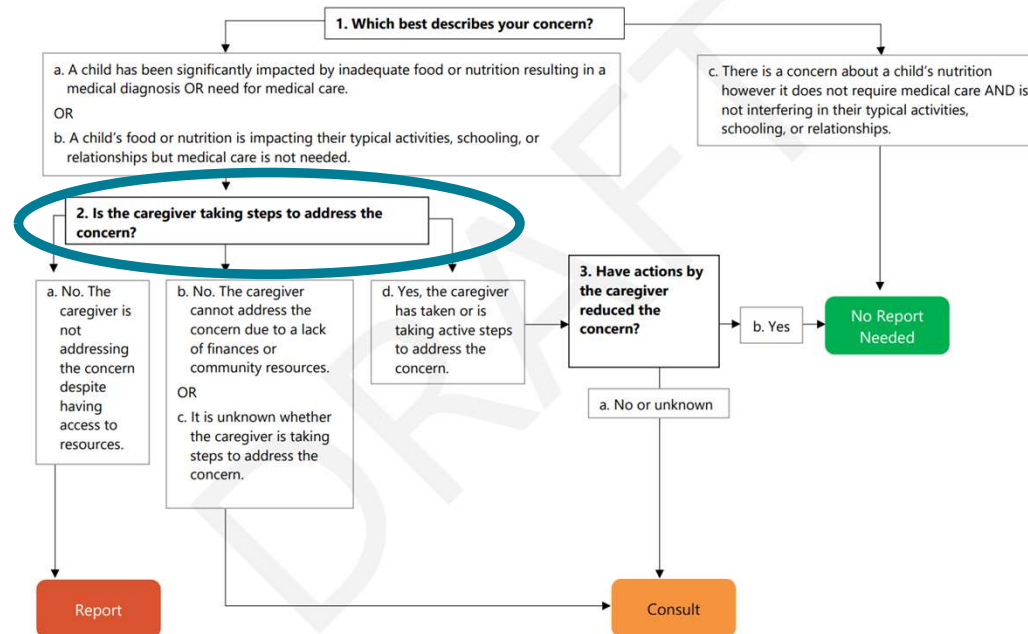 1. Which best describes your concern?
a. A child has been significantly impacted by inadequate food or nutrition resulting in a
medical diagnosis OR need for medical care.
OR
b. A child's food or nutrition is impacting their typical activities, schooling, or
relationships but medical care is not needed.
c. There is a concern about a child's nutrition
however it does not require medical care AND is
not interfering in their typical activities,
schooling, or relationships.
2. Is the caregiver taking steps to address the
concern?
a. No. The
caregiver is
not
addressing
the concern
despite
having
access to
resources.
b. No. The caregiver
cannot address the
concern due to a lack
of finances or
community resources.
OR
c. It is unknown whether
the caregiver is taking
steps to address the
concern.
d. Yes, the caregiver
has taken or is
taking active steps
to address the
concern.
3. Have actions by
the caregiver
reduced the
concern?
b. Yes
No Report
Needed
a. No or unknown
Report
Consult
DRAFT